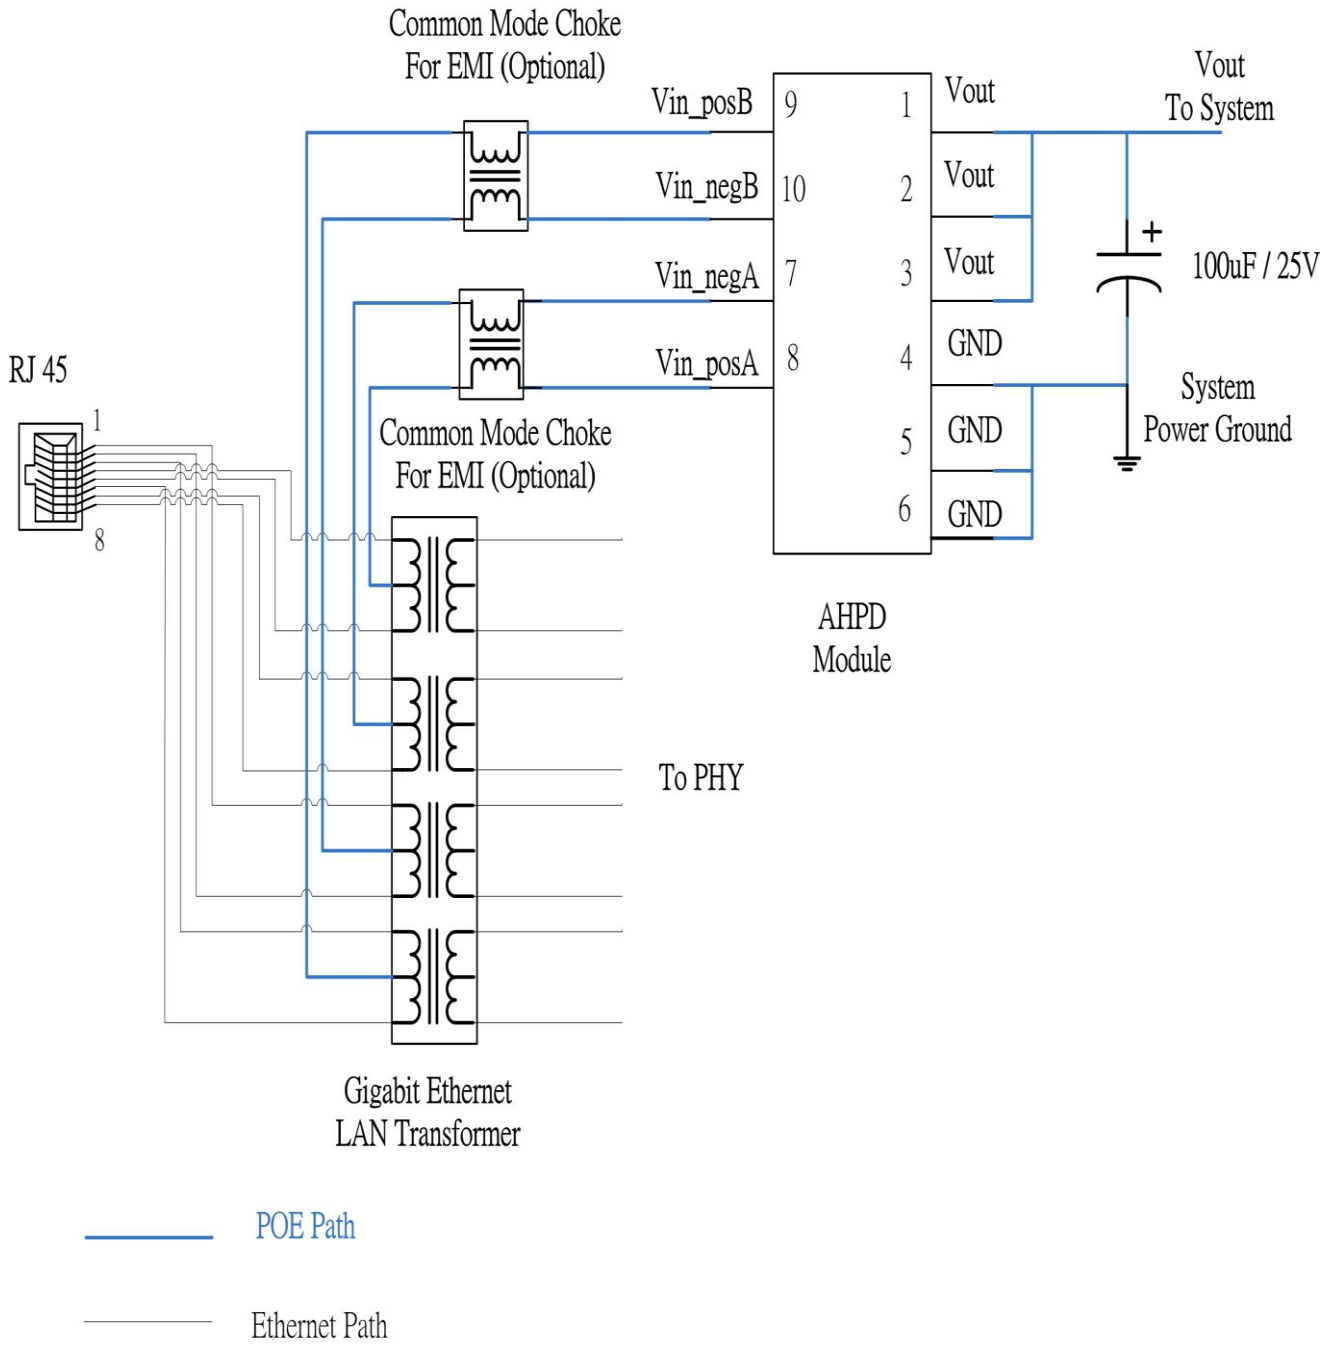 Common Mode Choke
For EMI (Optional)
Vin_posB
9
1
Vout
Vout
To System
Vin_negB
10
2
Vout
Vin_negA
7
3
Vout
+
100uF / 25V
Vin_posA
8
4
GND
System
Power Ground
5
GND
6
GND
RJ 45
1
8
Common Mode Choke
For EMI (Optional)
AHPD
Module
To PHY
Gigabit Ethernet
LAN Transformer
POE Path
Ethernet Path